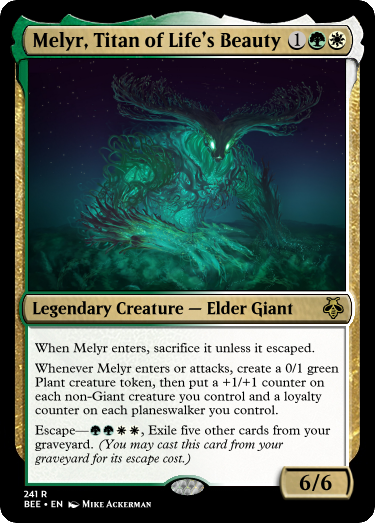 Melyr, Titan of Life's Beauty 1
Legendary Creature — Elder Giant
When Melyr enters, sacrifice it unless it escaped.
Whenever Melyr enters or attacks, create a 0/1 green
Plant creature token, then put a +1/+1 counter on
each non-Giant creature you control and a loyalty
counter on each planeswalker you control.
Escape—, Exile five other cards from your
graveyard. (You may cast this card from your
graveyard for its escape cost.)
6/6
241 R
BEE • EN Mike Ackerman